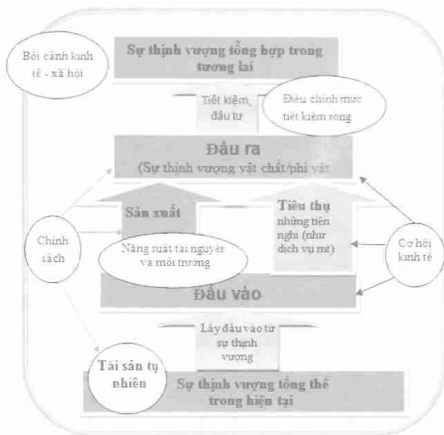 Bối cảnh kinh
tế - xã hội
Sự thịnh vượng tổng hợp trong
tương lai
Tiết kiệm,
đầu tư
Điều chỉnh mức
tiết kiệm ròng
Đầu ra
(Sự thịnh vượng vật chất/phi vật
Sản xuất
Tiêu thụ
những tiện
nghi (như
dịch vụ mt)
Chính
sách
Năng suất tài nguyên
và môi trường
Cơ hội
kinh tế
Đầu vào
Lấy đầu vào từ
sự thịnh
vượng
Tài sản tự
nhiên
Sự thịnh vượng tổng thể
trong hiện tại